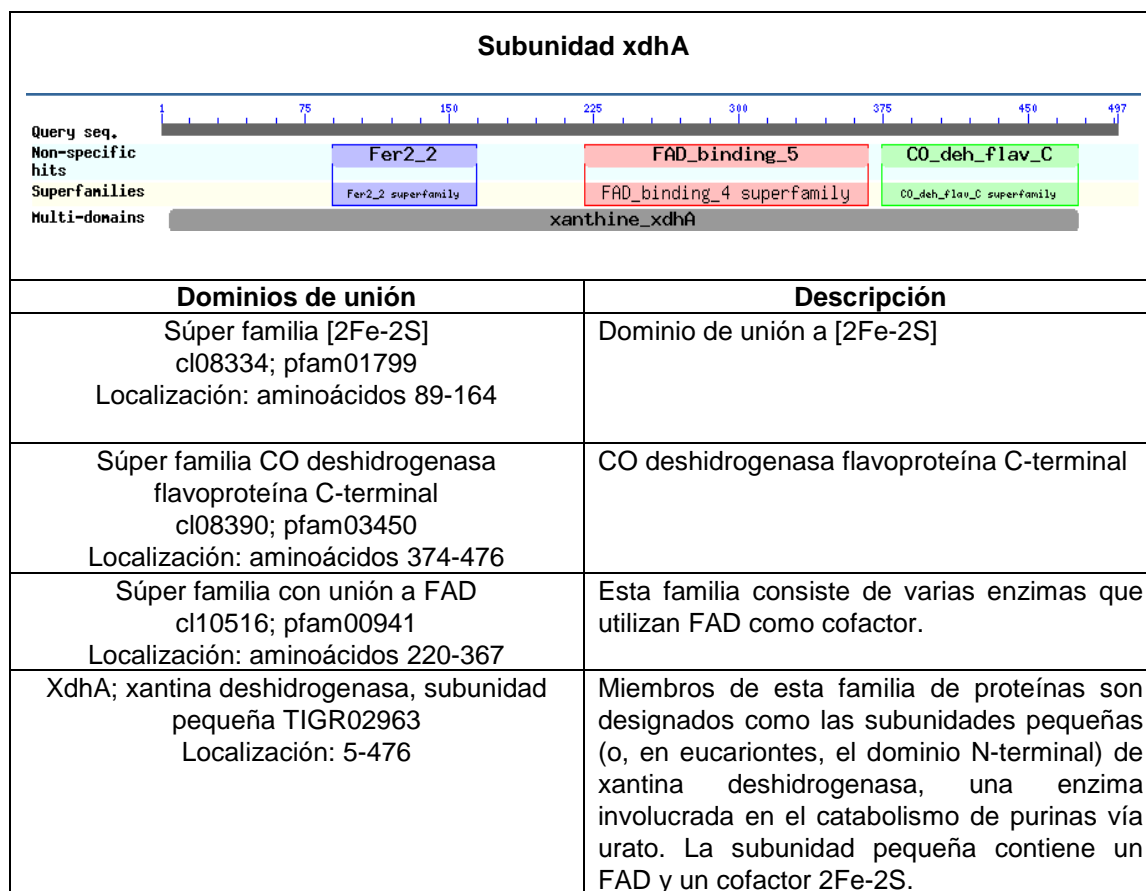 Subunidad xdhA
1 75 150 225 300 375 450 497
Query seq.
Non-specific
hits
Fer2_2 FAD_binding_5 CO_deh_flav_C
Superfamilies
Fer2_2 superfamily FAD_binding_4 superfamily CO_deh_flav_C superfamily
Multi-domains
xanthine_xdhA
Dominios de unión
Descripción
Súper familia [2Fe-2S]
cl08334; pfam01799
Localización: aminoácidos 89-164
Dominio de unión a [2Fe-2S]
Súper familia CO deshidrogenasa
flavoproteína C-terminal
cl08390; pfam03450
Localización: aminoácidos 374-476
CO deshidrogenasa flavoproteína C-terminal
Súper familia con unión a FAD
cl10516; pfam00941
Localización: aminoácidos 220-367
Esta familia consiste de varias enzimas que
utilizan FAD como cofactor.
XdhA; xantina deshidrogenasa, subunidad
pequeña TIGR02963
Localización: 5-476
Miembros de esta familia de proteínas son
designados como las subunidades pequeñas
(o, en eucariontes, el dominio N-terminal) de
xantina deshidrogenasa, una enzima
involucrada en el catabolismo de purinas vía
urato. La subunidad pequeña contiene un
FAD y un cofactor 2Fe-2S.